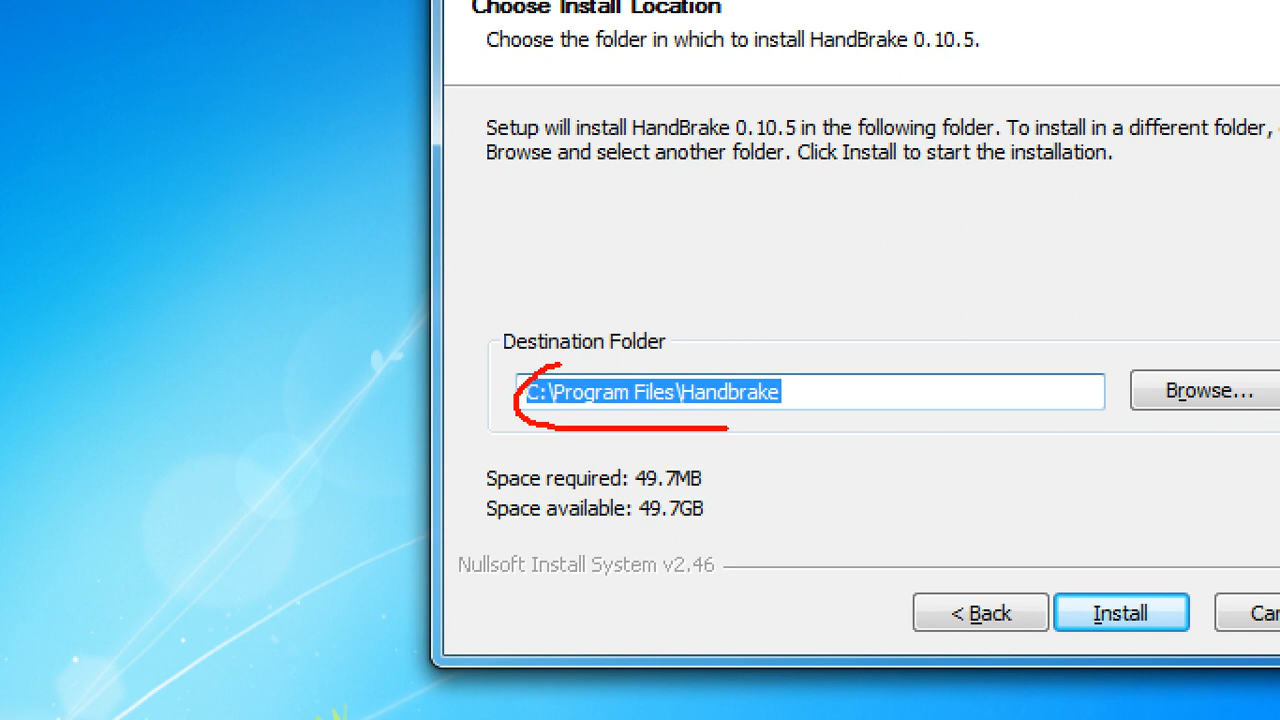 Choose Install Location
Choose the folder in which to install HandBrake 0.10.5.
Setup will install HandBrake 0.10.5 in the following folder. To install in a different folder,
Browse and select another folder. Click Install to start the installation.
Destination Folder
C:\Program Files\Handbrake
Browse...
Space required: 49.7MB
Space available: 49.7GB
Nullsoft Install System v2.46
< Back
Install